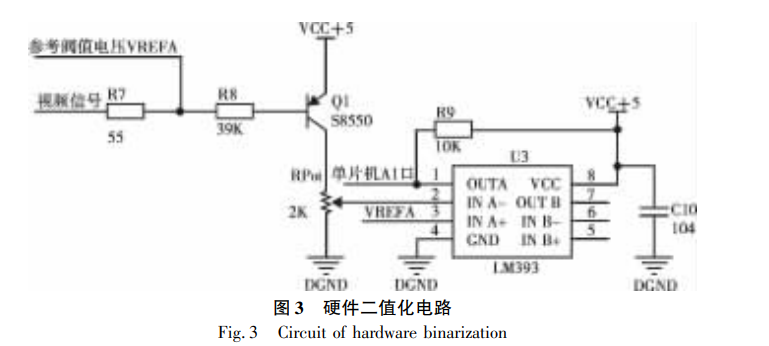 VCC+5
参考阀值电压VREFA
视频信号 R7
55
R8
39K
Q1
S8550
RPot
2K
DGND
单片机A1口
VREFA
R9
10K
VCC+5
U3
1 OUTA VCC 8
2 IN A- OUT B 7
3 IN A+ IN B- 6
4 GND IN B+ 5
LM393
DGND
C10
104
DGND
图3 硬件二值化电路
Fig. 3 Circuit of hardware binarization